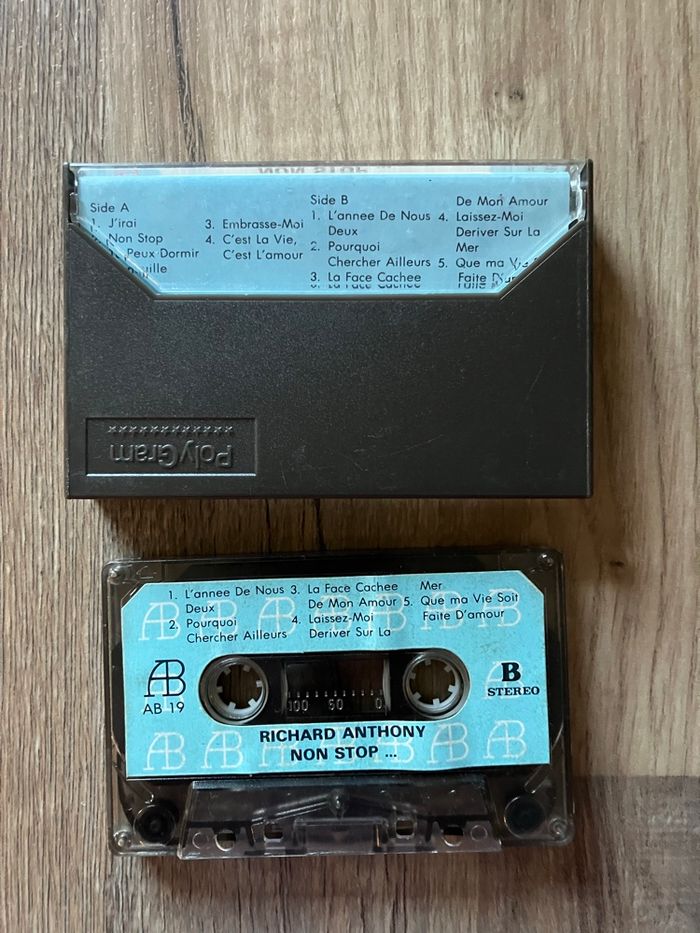 NON STOP
Side A
1. J'irai
Non Stop
Peux Dormir
3. Embrasse-Moi
4. C'est La Vie,
C'est L'amour
Side B
1. L'annee De Nous
Deux
2. Pourquoi
Chercher Ailleurs
3. La Face Cachee
De Mon Amour
4. Laissez-Moi
Deriver Sur La
Mer
5. Que ma Vie
Faite
PolyGram
1. L'annee De Nous
Deux
2. Pourquoi
Chercher Ailleurs
3. La Face Cachee
De Mon Amour
4. Laissez-Moi
Deriver Sur La
Mer
5. Que ma Vie Soit
Faite D'amour
AB
AB 19
B
STEREO
100 50 0
RICHARD ANTHONY
NON STOP ...